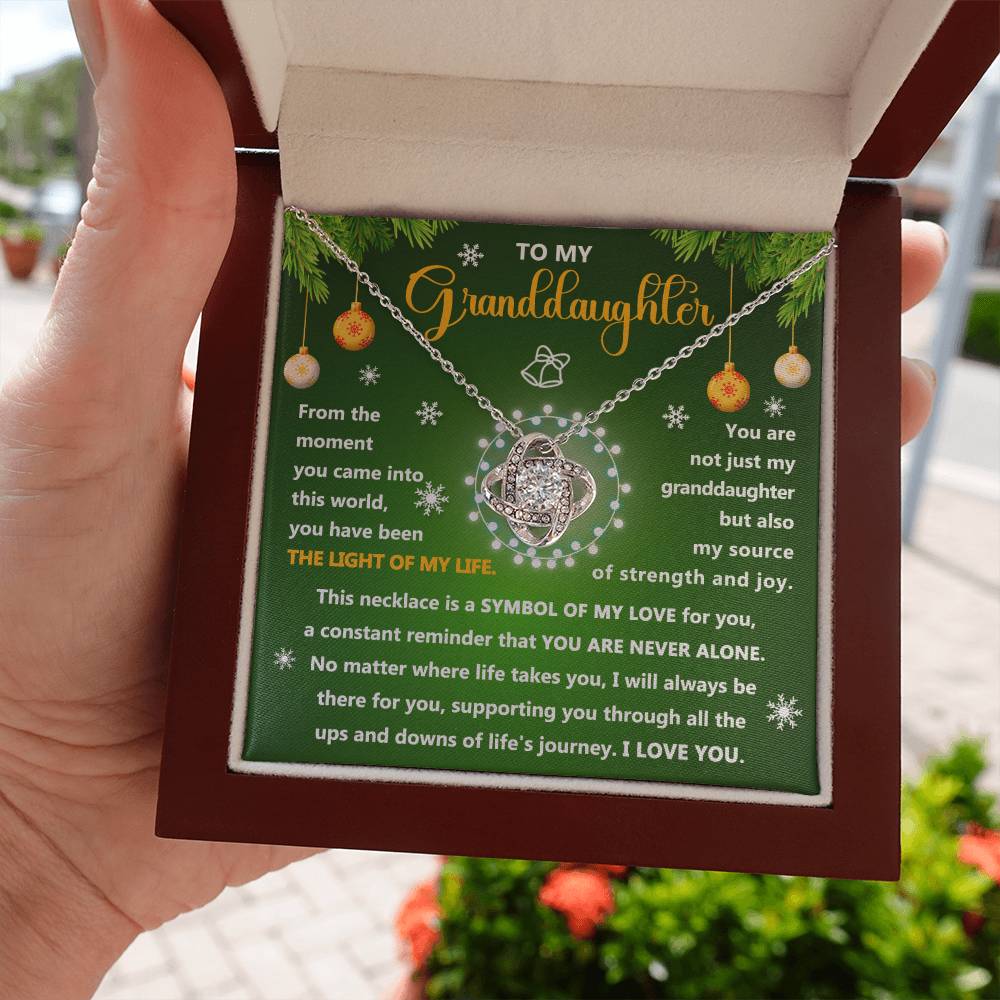 TO MY
Granddaughter
From the
moment
you came into
this world,
you have been
THE LIGHT OF MY LIFE.
You are
not just my
granddaughter
but also
my source
of strength and joy.
This necklace is a SYMBOL OF MY LOVE for you,
a constant reminder that YOU ARE NEVER ALONE.
No matter where life takes you, I will always be
there for you, supporting you through all the
ups and downs of life's journey. I LOVE YOU.